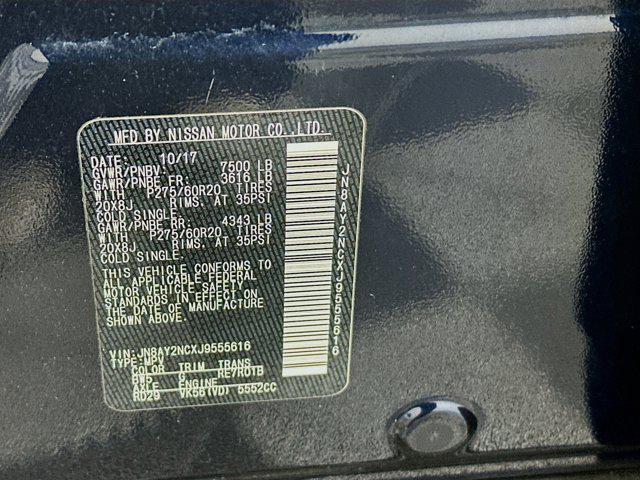 MFD BY NISSAN MOTOR CO.,LTD.
DATE: 10/17
GVWR/PNBV: 7500 LB
GAWR/PNBE FR: 3616 LB
WITH P275/60R20 TIRES
20X8J RIMS. AT 35PSI
COLD SINGLE.
GAWR/PNBE RR: 4343 LB
WITH P275/60R20 TIRES
20X8J RIMS. AT 35PSI
COLD SINGLE.
THIS VEHICLE CONFORMS TO
ALL APPLICABLE FEDERAL
MOTOR VEHICLE SAFETY
STANDARDS IN EFFECT ON
THE DATE OF MANUFACTURE
SHOWN ABOVE.
VIN:JN8AY2NCXJ9555616
TYPE:MPV
COLOR TRIM TRANS
BW5 G RE7R01B
AXLE ENGINE
RD29 VK56(VD) 5552CC
JN8AY2NCXJ9555616